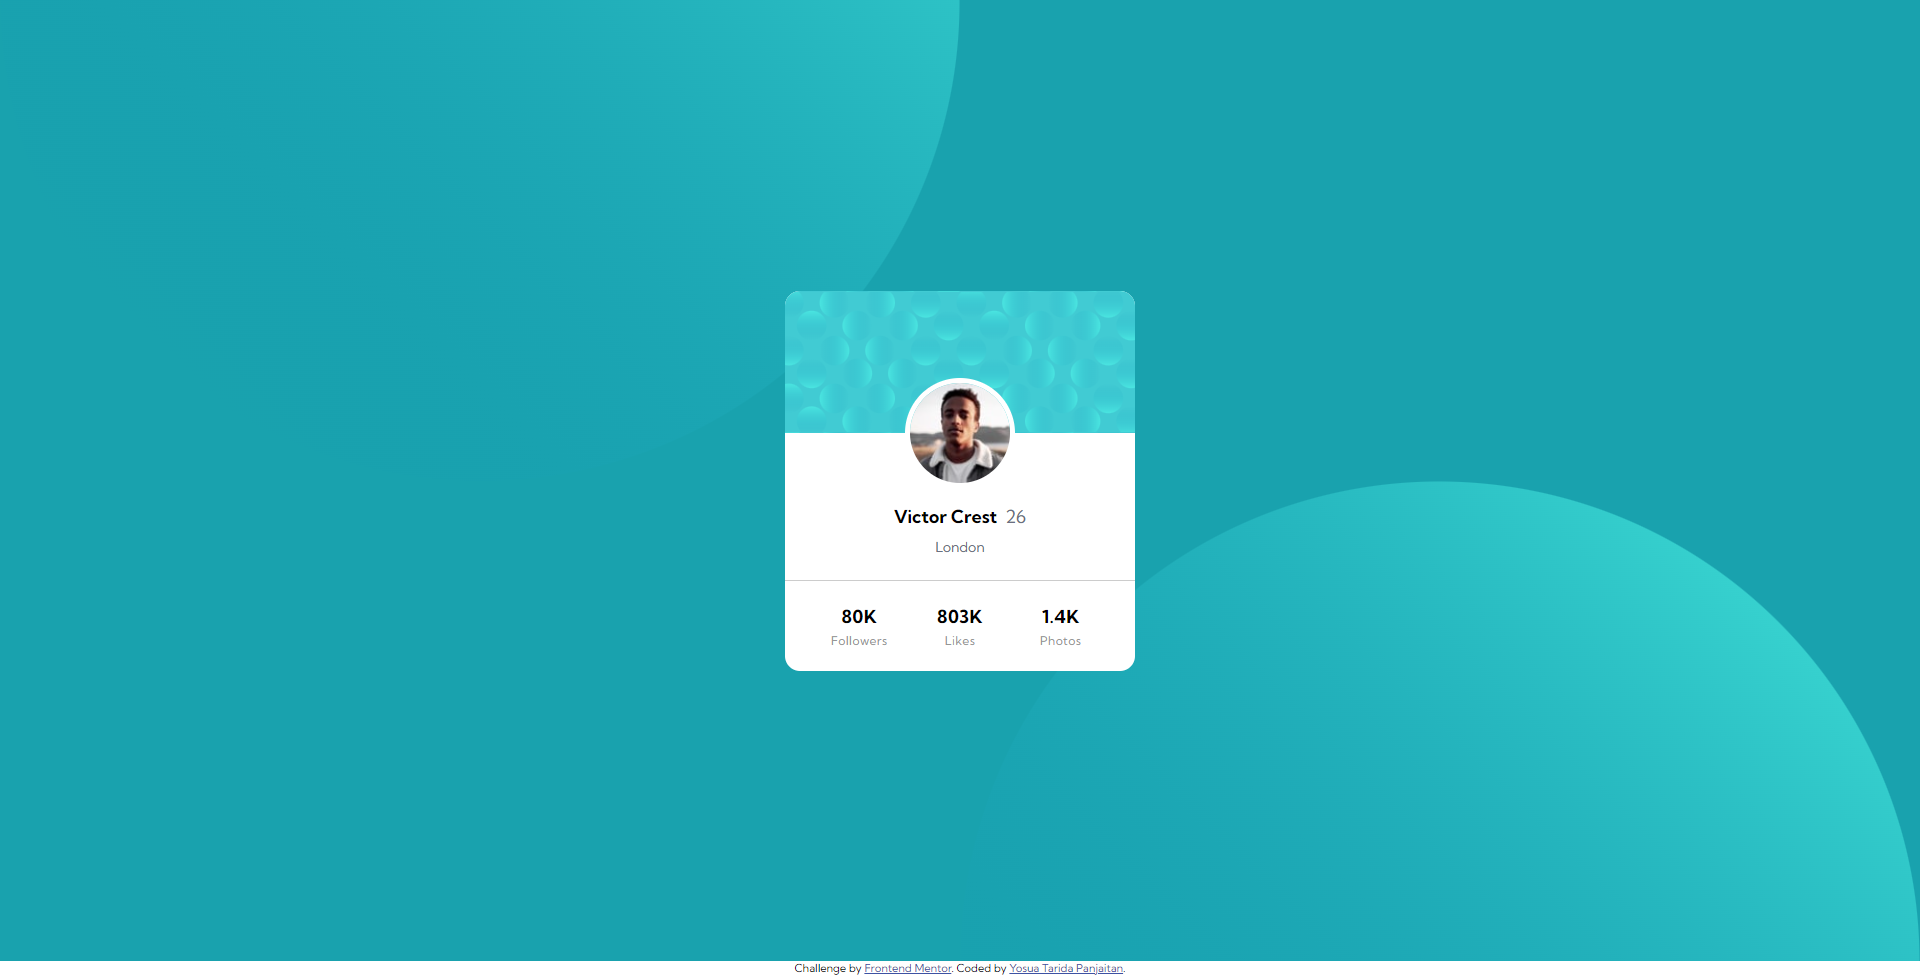 Victor Crest 26
London
80K 803K 1.4K
Followers Likes Photos
Challenge by Frontend Mentor. Coded by Yosua Tarida Panjaitan.